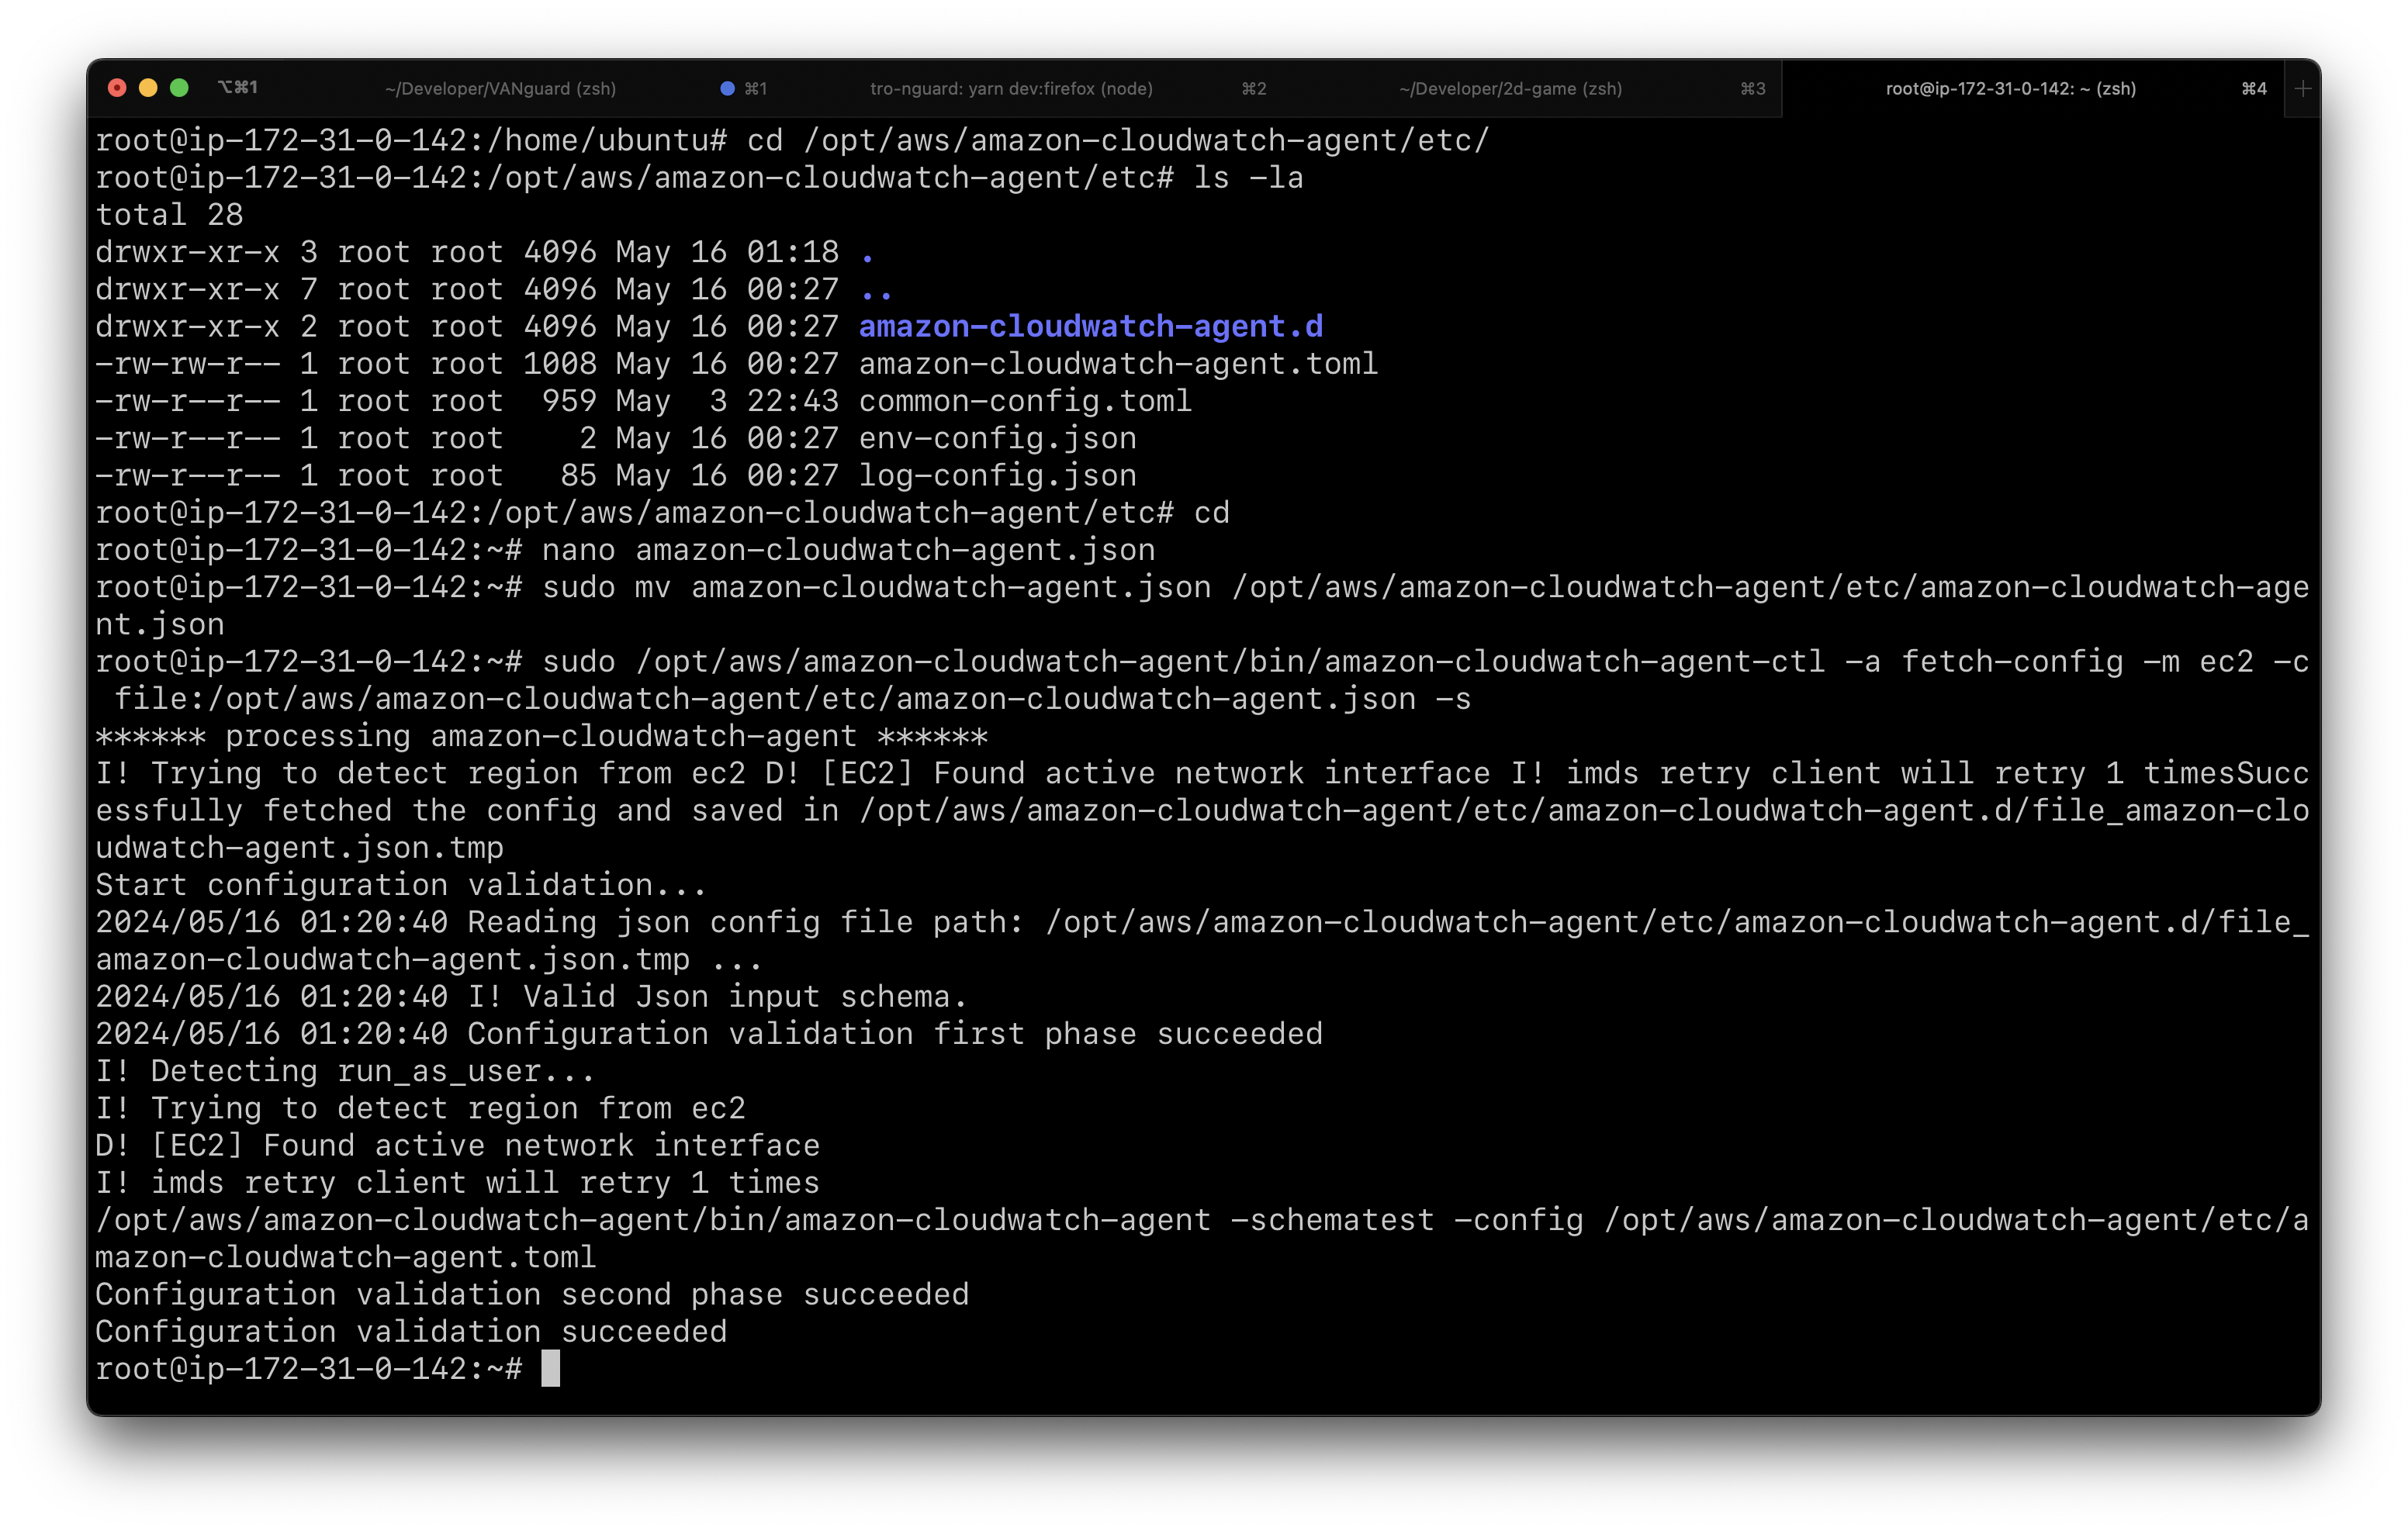 ⌥⌘1 ~/Developer/VANguard (zsh) ⌘1 tro-nguard: yarn dev:firefox (node) ⌘2 ~/Developer/2d-game (zsh) ⌘3 root@ip-172-31-0-142: ~ (zsh) ⌘4 +
root@ip-172-31-0-142:/home/ubuntu# cd /opt/aws/amazon-cloudwatch-agent/etc/
root@ip-172-31-0-142:/opt/aws/amazon-cloudwatch-agent/etc# ls -la
total 28
drwxr-xr-x 3 root root 4096 May 16 01:18 .
drwxr-xr-x 7 root root 4096 May 16 00:27 ..
drwxr-xr-x 2 root root 4096 May 16 00:27 amazon-cloudwatch-agent.d
-rw-rw-r-- 1 root root 1008 May 16 00:27 amazon-cloudwatch-agent.toml
-rw-r--r-- 1 root root  959 May  3 22:43 common-config.toml
-rw-r--r-- 1 root root    2 May 16 00:27 env-config.json
-rw-r--r-- 1 root root   85 May 16 00:27 log-config.json
root@ip-172-31-0-142:/opt/aws/amazon-cloudwatch-agent/etc# cd
root@ip-172-31-0-142:~# nano amazon-cloudwatch-agent.json
root@ip-172-31-0-142:~# sudo mv amazon-cloudwatch-agent.json /opt/aws/amazon-cloudwatch-agent/etc/amazon-cloudwatch-age
nt.json
root@ip-172-31-0-142:~# sudo /opt/aws/amazon-cloudwatch-agent/bin/amazon-cloudwatch-agent-ctl -a fetch-config -m ec2 -c
 file:/opt/aws/amazon-cloudwatch-agent/etc/amazon-cloudwatch-agent.json -s
****** processing amazon-cloudwatch-agent ******
I! Trying to detect region from ec2 D! [EC2] Found active network interface I! imds retry client will retry 1 timesSucc
essfully fetched the config and saved in /opt/aws/amazon-cloudwatch-agent/etc/amazon-cloudwatch-agent.d/file_amazon-clo
udwatch-agent.json.tmp
Start configuration validation...
2024/05/16 01:20:40 Reading json config file path: /opt/aws/amazon-cloudwatch-agent/etc/amazon-cloudwatch-agent.d/file_
amazon-cloudwatch-agent.json.tmp ...
2024/05/16 01:20:40 I! Valid Json input schema.
2024/05/16 01:20:40 Configuration validation first phase succeeded
I! Detecting run_as_user...
I! Trying to detect region from ec2
D! [EC2] Found active network interface
I! imds retry client will retry 1 times
/opt/aws/amazon-cloudwatch-agent/bin/amazon-cloudwatch-agent -schematest -config /opt/aws/amazon-cloudwatch-agent/etc/a
mazon-cloudwatch-agent.toml
Configuration validation second phase succeeded
Configuration validation succeeded
root@ip-172-31-0-142:~#